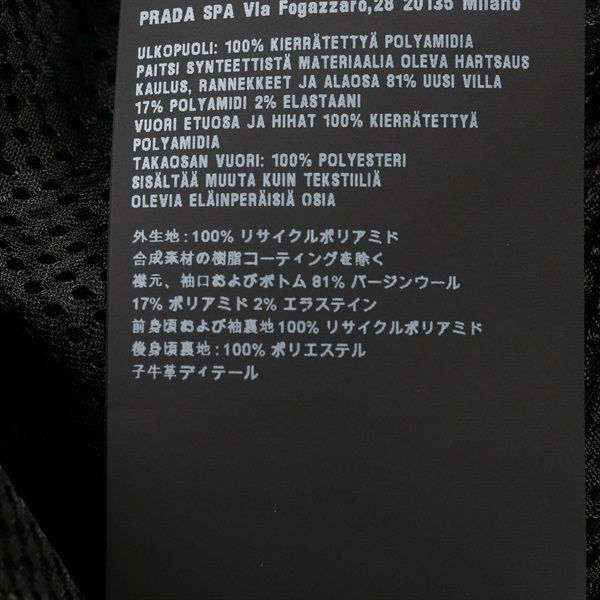 PRADA SPA Via Fogazzaro,28 20135 Milano
ULKOPUOLI: 100% KIERRÄTETTYÄ POLYAMIDIA
PAITSI SYNTEETTISTÄ MATERIAALIA OLEVA HARTSAUS
KAULUS, RANNEKKEET JA ALAOSA 81% UUSI VILLA
17% POLYAMIDI 2% ELASTAANI
VUORI ETUOSA JA HIHAT 100% KIERRÄTETTYÄ
POLYAMIDIA
TAKAOSAN VUORI: 100% POLYESTERI
SISÄLTÄÄ MUUTA KUIN TEKSTIILIÄ
OLEVIA ELÄINPERÄISIÄ OSIA
外生地:100% リサイクルポリアミド
合成素材の樹脂コーティングを除く
襟元、袖口およびボトム 81% バージンウール
17% ポリアミド 2% エラステイン
前身頃および袖裏地 100% リサイクルポリアミド
後身頃裏地:100% ポリエステル
子牛革ディテール